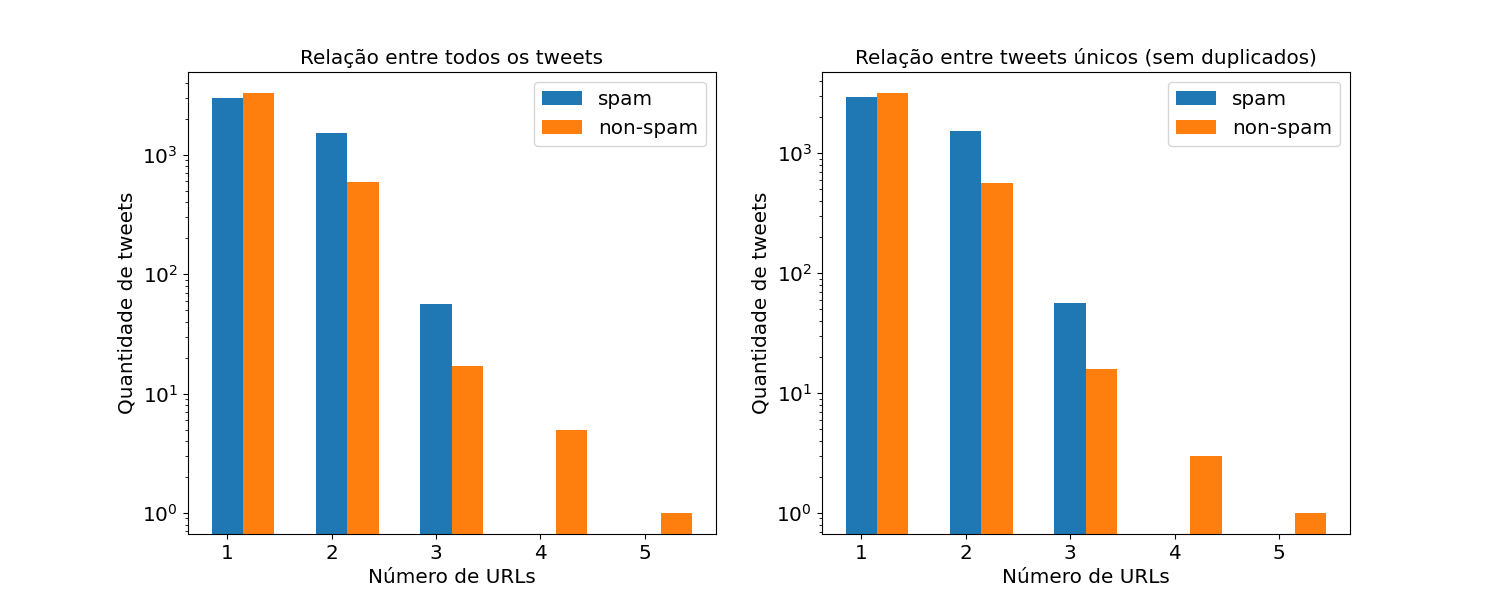 Relação entre todos os tweets
spam
non-spam
10³
10²
10¹
10⁰
Quantidade de tweets
1 2 3 4 5
Número de URLs
Relação entre tweets únicos (sem duplicados)
spam
non-spam
10³
10²
10¹
10⁰
Quantidade de tweets
1 2 3 4 5
Número de URLs